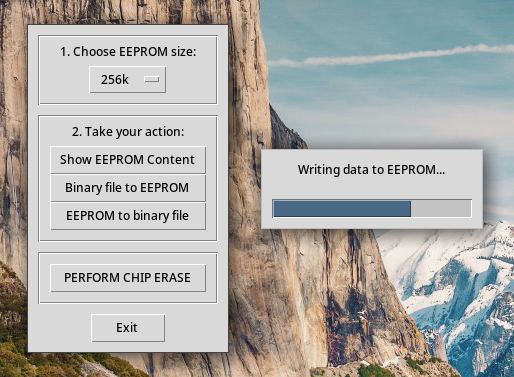 1. Choose EEPROM size:
256k
2. Take your action:
Show EEPROM Content
Binary file to EEPROM
EEPROM to binary file
PERFORM CHIP ERASE
Exit
Writing data to EEPROM...